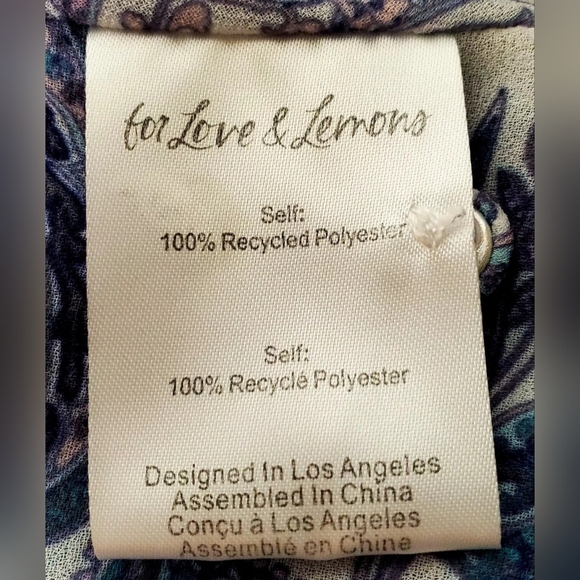 for Love & Lemons
Self:
100% Recycled Polyester
Self:
100% Recyclé Polyester
Designed In Los Angeles
Assembled In China
Conçu à Los Angeles
Assemblé en Chine